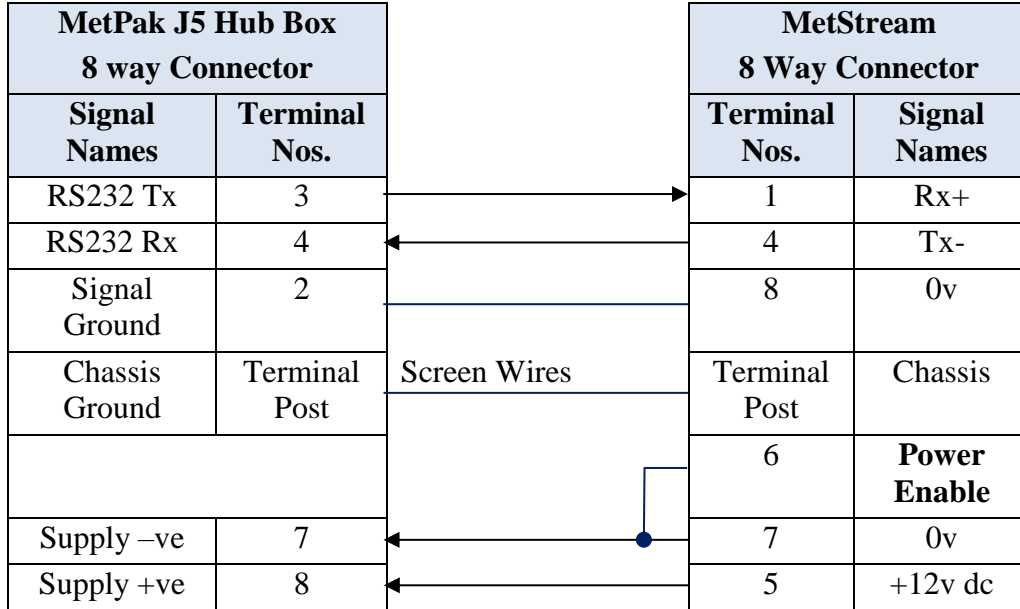 MetPak J5 Hub Box
8 way Connector
MetStream
8 Way Connector
Signal Names
Terminal Nos.
Terminal Nos.
Signal Names
RS232 Tx
3
1
Rx+
RS232 Rx
4
4
Tx-
Signal Ground
2
8
0v
Chassis Ground
Terminal Post
Screen Wires
Terminal Post
Chassis
6
Power Enable
Supply –ve
7
7
0v
Supply +ve
8
5
+12v dc